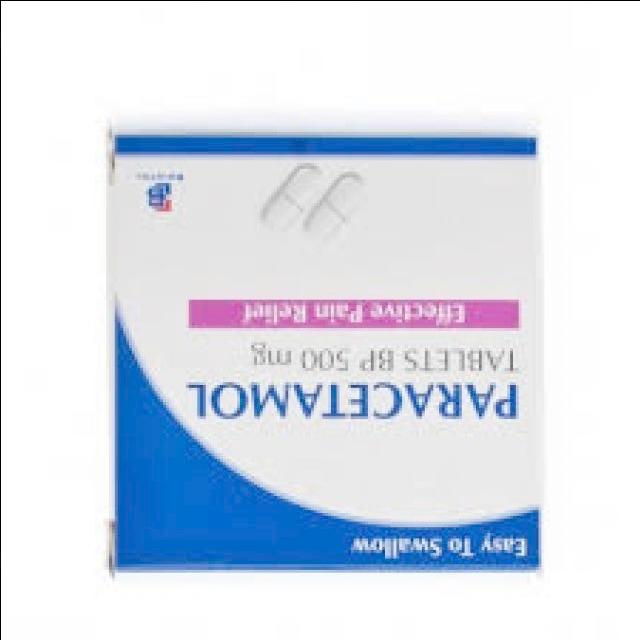 Easy To Swallow
PARACETAMOL
TABLETS BP 500 mg
Effective Pain Relief